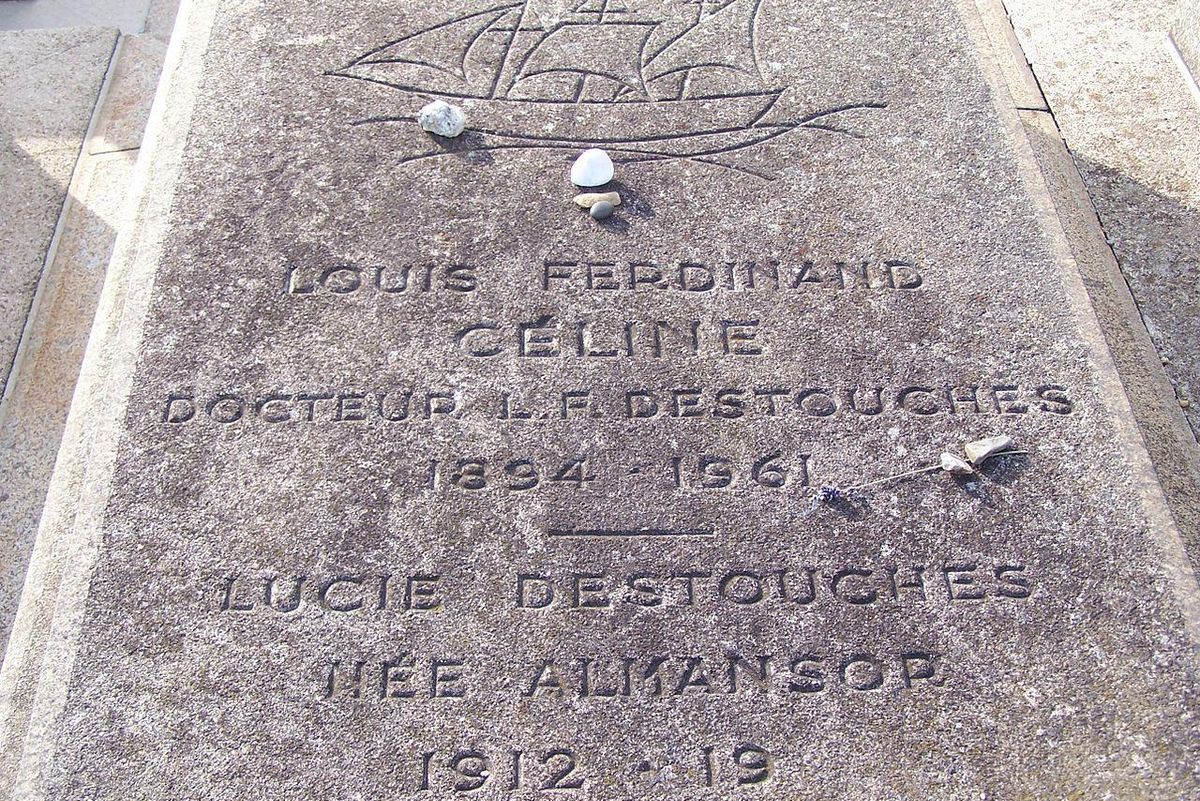 LOUIS FERDINAND
CÉLINE
DOCTEUR L.F. DESTOUCHES
1894 - 1961
LUCIE DESTOUCHES
NÉE ALMANSOR
1912 - 19